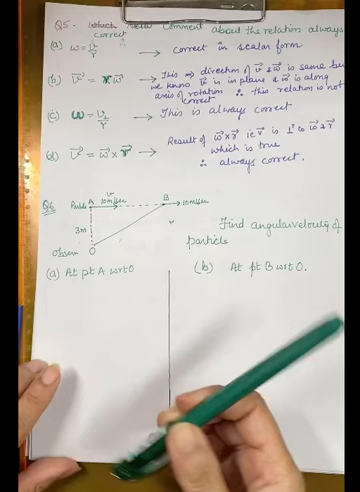 Q5. Which How Comment about the relation always
(a) ω = v/r → correct in scalar form
(b) v⃗ = r ω⃗ → This ⇒ direction of v⃗ & ω⃗ is same but
we know v⃗ is in plane & ω⃗ is along
axis of rotation ∴ this relation is not
correct
(c) ω = v⊥/r → This is always correct
(d) v⃗ = ω⃗ × r⃗ → Result of ω⃗ × r⃗ ie v⃗ is ⊥ to ω⃗ & r⃗
which is true
∴ always correct.
Q6
v
A 10m/sec B 10m/sec
3m
O
Find angular velocity of
particles
(a) At pt A wrt O
(b) At pt B wrt O.